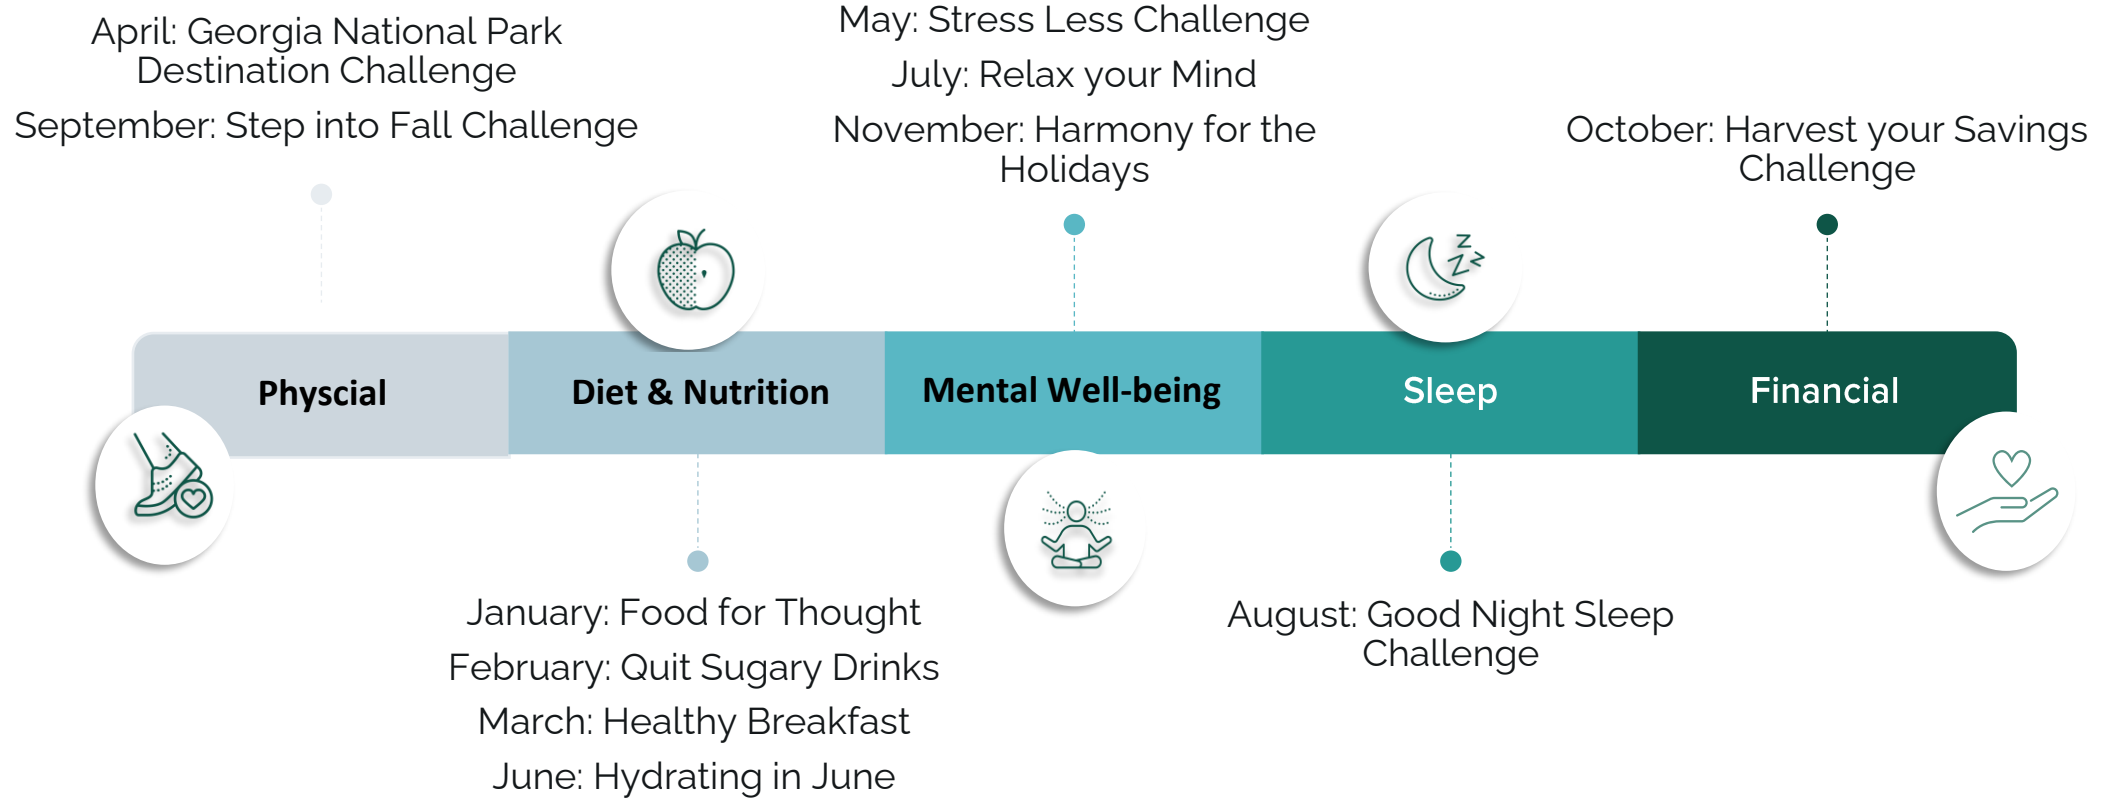 April: Georgia National Park
Destination Challenge
September: Step into Fall Challenge
May: Stress Less Challenge
July: Relax your Mind
November: Harmony for the
Holidays
October: Harvest your Savings
Challenge
z
z
z
Physcial
Diet & Nutrition
Mental Well-being
Sleep
Financial
January: Food for Thought
February: Quit Sugary Drinks
March: Healthy Breakfast
June: Hydrating in June
August: Good Night Sleep
Challenge